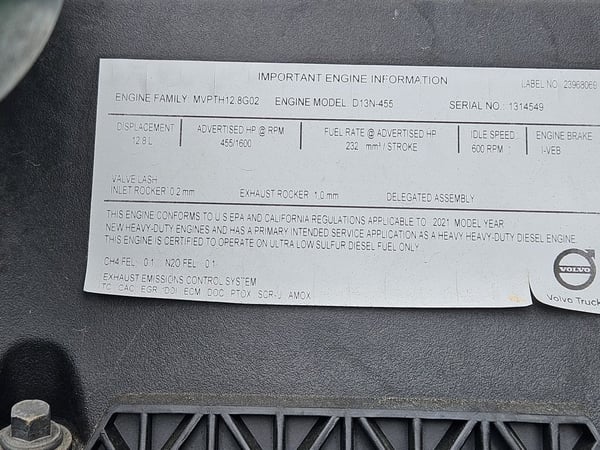 IMPORTANT ENGINE INFORMATION
LABEL NO : 23968069
ENGINE FAMILY: MVPTH12.8G02 ENGINE MODEL: D13N-455 SERIAL NO : 1314549
DISPLACEMENT ADVERTISED HP @ RPM FUEL RATE @ ADVERTISED HP IDLE SPEED ENGINE BRAKE
12.8 L 455/1600 232 mm³ / STROKE 600 RPM I-VEB
VALVE LASH
INLET ROCKER 0.2 mm EXHAUST ROCKER 1.0 mm DELEGATED ASSEMBLY
THIS ENGINE CONFORMS TO U.S EPA AND CALIFORNIA REGULATIONS APPLICABLE TO 2021 MODEL YEAR
NEW HEAVY-DUTY ENGINES AND HAS A PRIMARY INTENDED SERVICE APPLICATION AS A HEAVY HEAVY-DUTY DIESEL ENGINE.
THIS ENGINE IS CERTIFIED TO OPERATE ON ULTRA LOW SULFUR DIESEL FUEL ONLY
CH4 FEL : 0.1 N2O FEL : 0.1
EXHAUST EMISSIONS CONTROL SYSTEM
TC, CAC, EGR, DDI, ECM, DOC, PTOX, SCR-U, AMOX
VOLVO
Volvo Truck